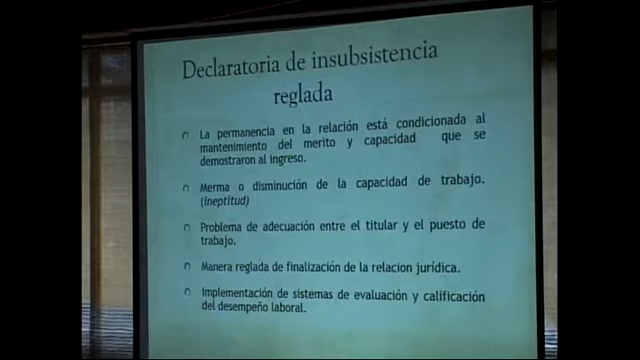 Declaratoria de insubsistencia
reglada
La permanencia en la relación está condicionada al
mantenimiento del merito y capacidad que se
demostraron al ingreso.
Merma o disminución de la capacidad de trabajo.
(ineptitud)
Problema de adecuación entre el titular y el puesto de
trabajo.
Manera reglada de finalización de la relacion jurídica.
Implementación de sistemas de evaluación y calificación
del desempeño laboral.